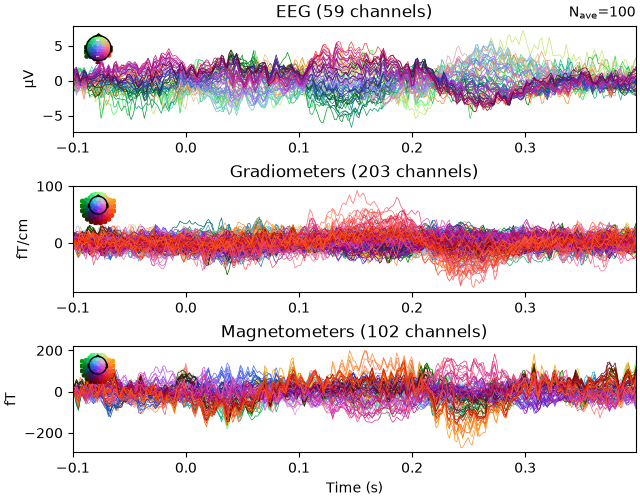 EEG (59 channels)
Nave=100
5
0
−5
μV
−0.1 0.0 0.1 0.2 0.3
Gradiometers (203 channels)
100
0
fT/cm
−0.1 0.0 0.1 0.2 0.3
Magnetometers (102 channels)
200
0
−200
fT
−0.1 0.0 0.1 0.2 0.3
Time (s)